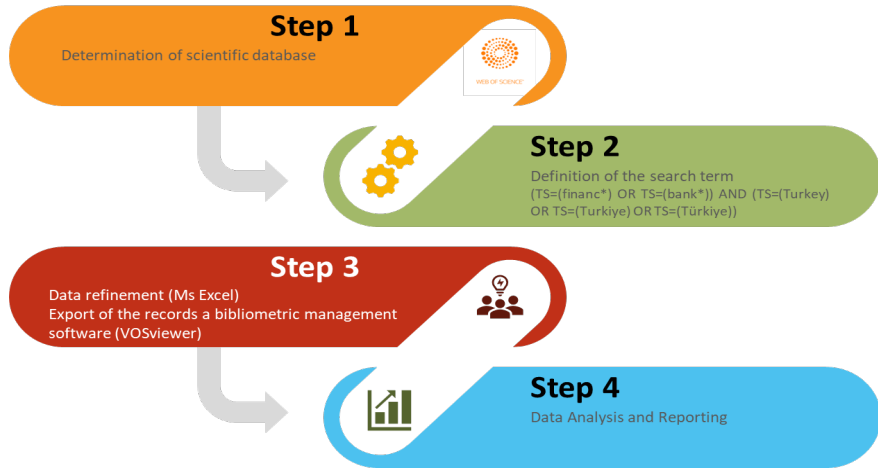 Step 1
Determination of scientific database
WEB OF SCIENCE
Step 2
Definition of the search term
(TS=(financ*) OR TS=(bank*)) AND (TS=(Turkey)
OR TS=(Turkiye) OR TS=(Türkiye))
Step 3
Data refinement (Ms Excel)
Export of the records a bibliometric management
software (VOSviewer)
Step 4
Data Analysis and Reporting